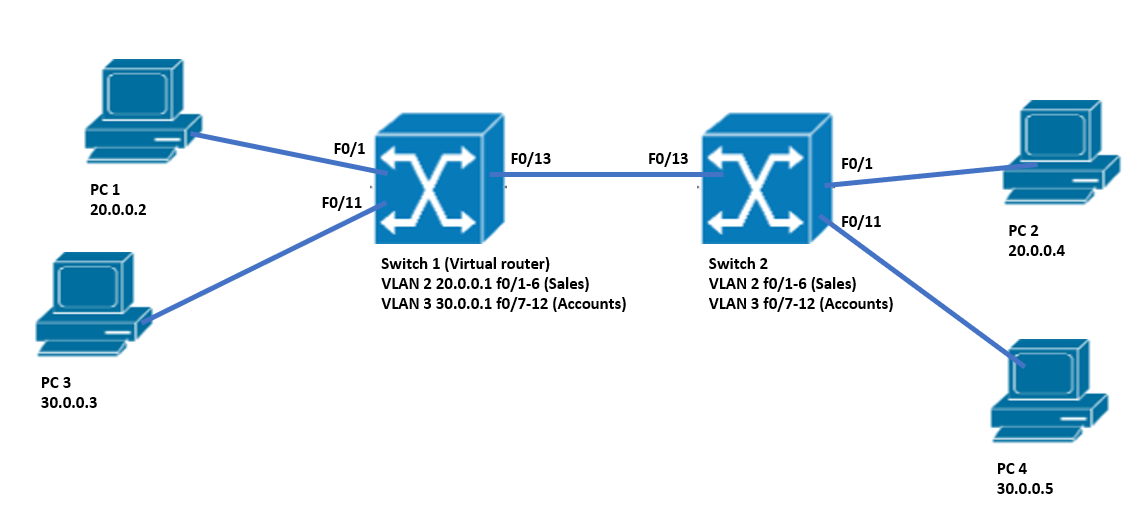 F0/1
F0/13
F0/13
F0/1
PC 1
20.0.0.2
F0/11
F0/11
PC 2
20.0.0.4
Switch 1 (Virtual router)
VLAN 2 20.0.0.1 f0/1-6 (Sales)
VLAN 3 30.0.0.1 f0/7-12 (Accounts)
Switch 2
VLAN 2 f0/1-6 (Sales)
VLAN 3 f0/7-12 (Accounts)
PC 3
30.0.0.3
PC 4
30.0.0.5